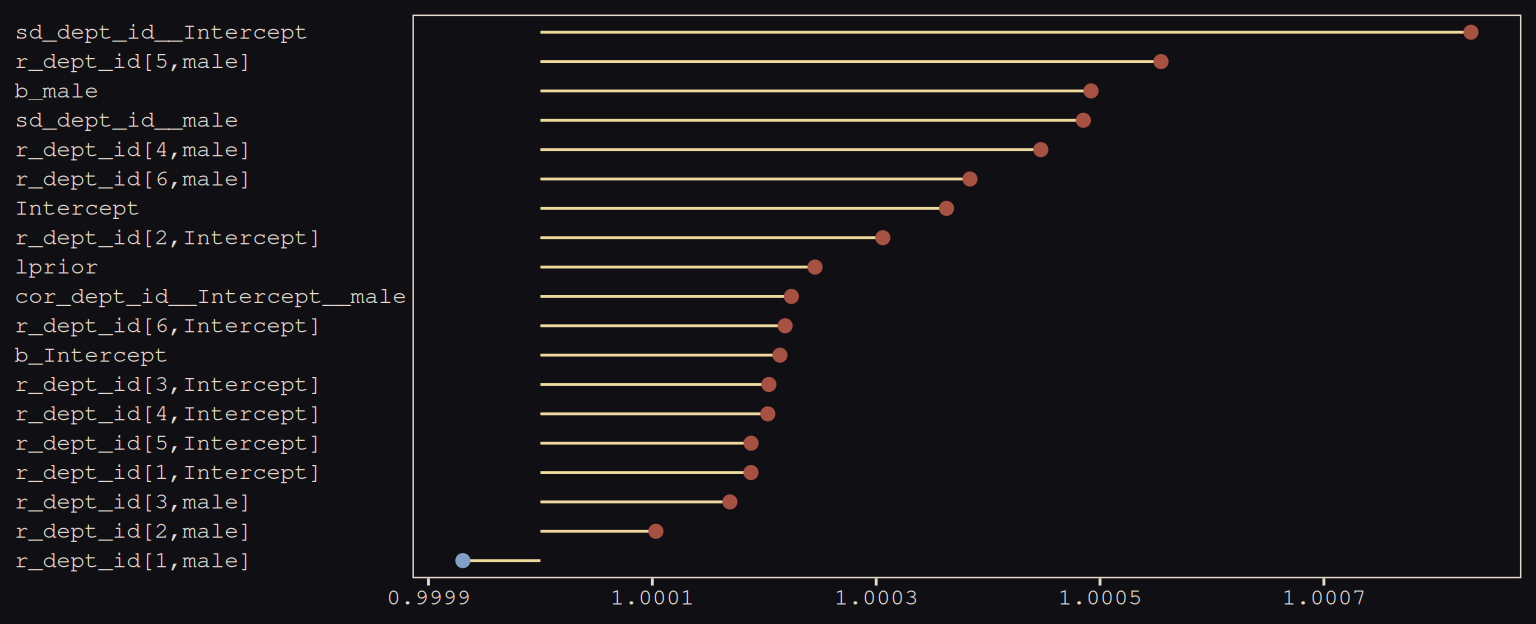 sd_dept_id__Intercept
r_dept_id[5,male]
b_male
sd_dept_id__male
r_dept_id[4,male]
r_dept_id[6,male]
Intercept
r_dept_id[2,Intercept]
lprior
cor_dept_id__Intercept__male
r_dept_id[6,Intercept]
b_Intercept
r_dept_id[3,Intercept]
r_dept_id[4,Intercept]
r_dept_id[5,Intercept]
r_dept_id[1,Intercept]
r_dept_id[3,male]
r_dept_id[2,male]
r_dept_id[1,male]
0.9999 1.0001 1.0003 1.0005 1.0007